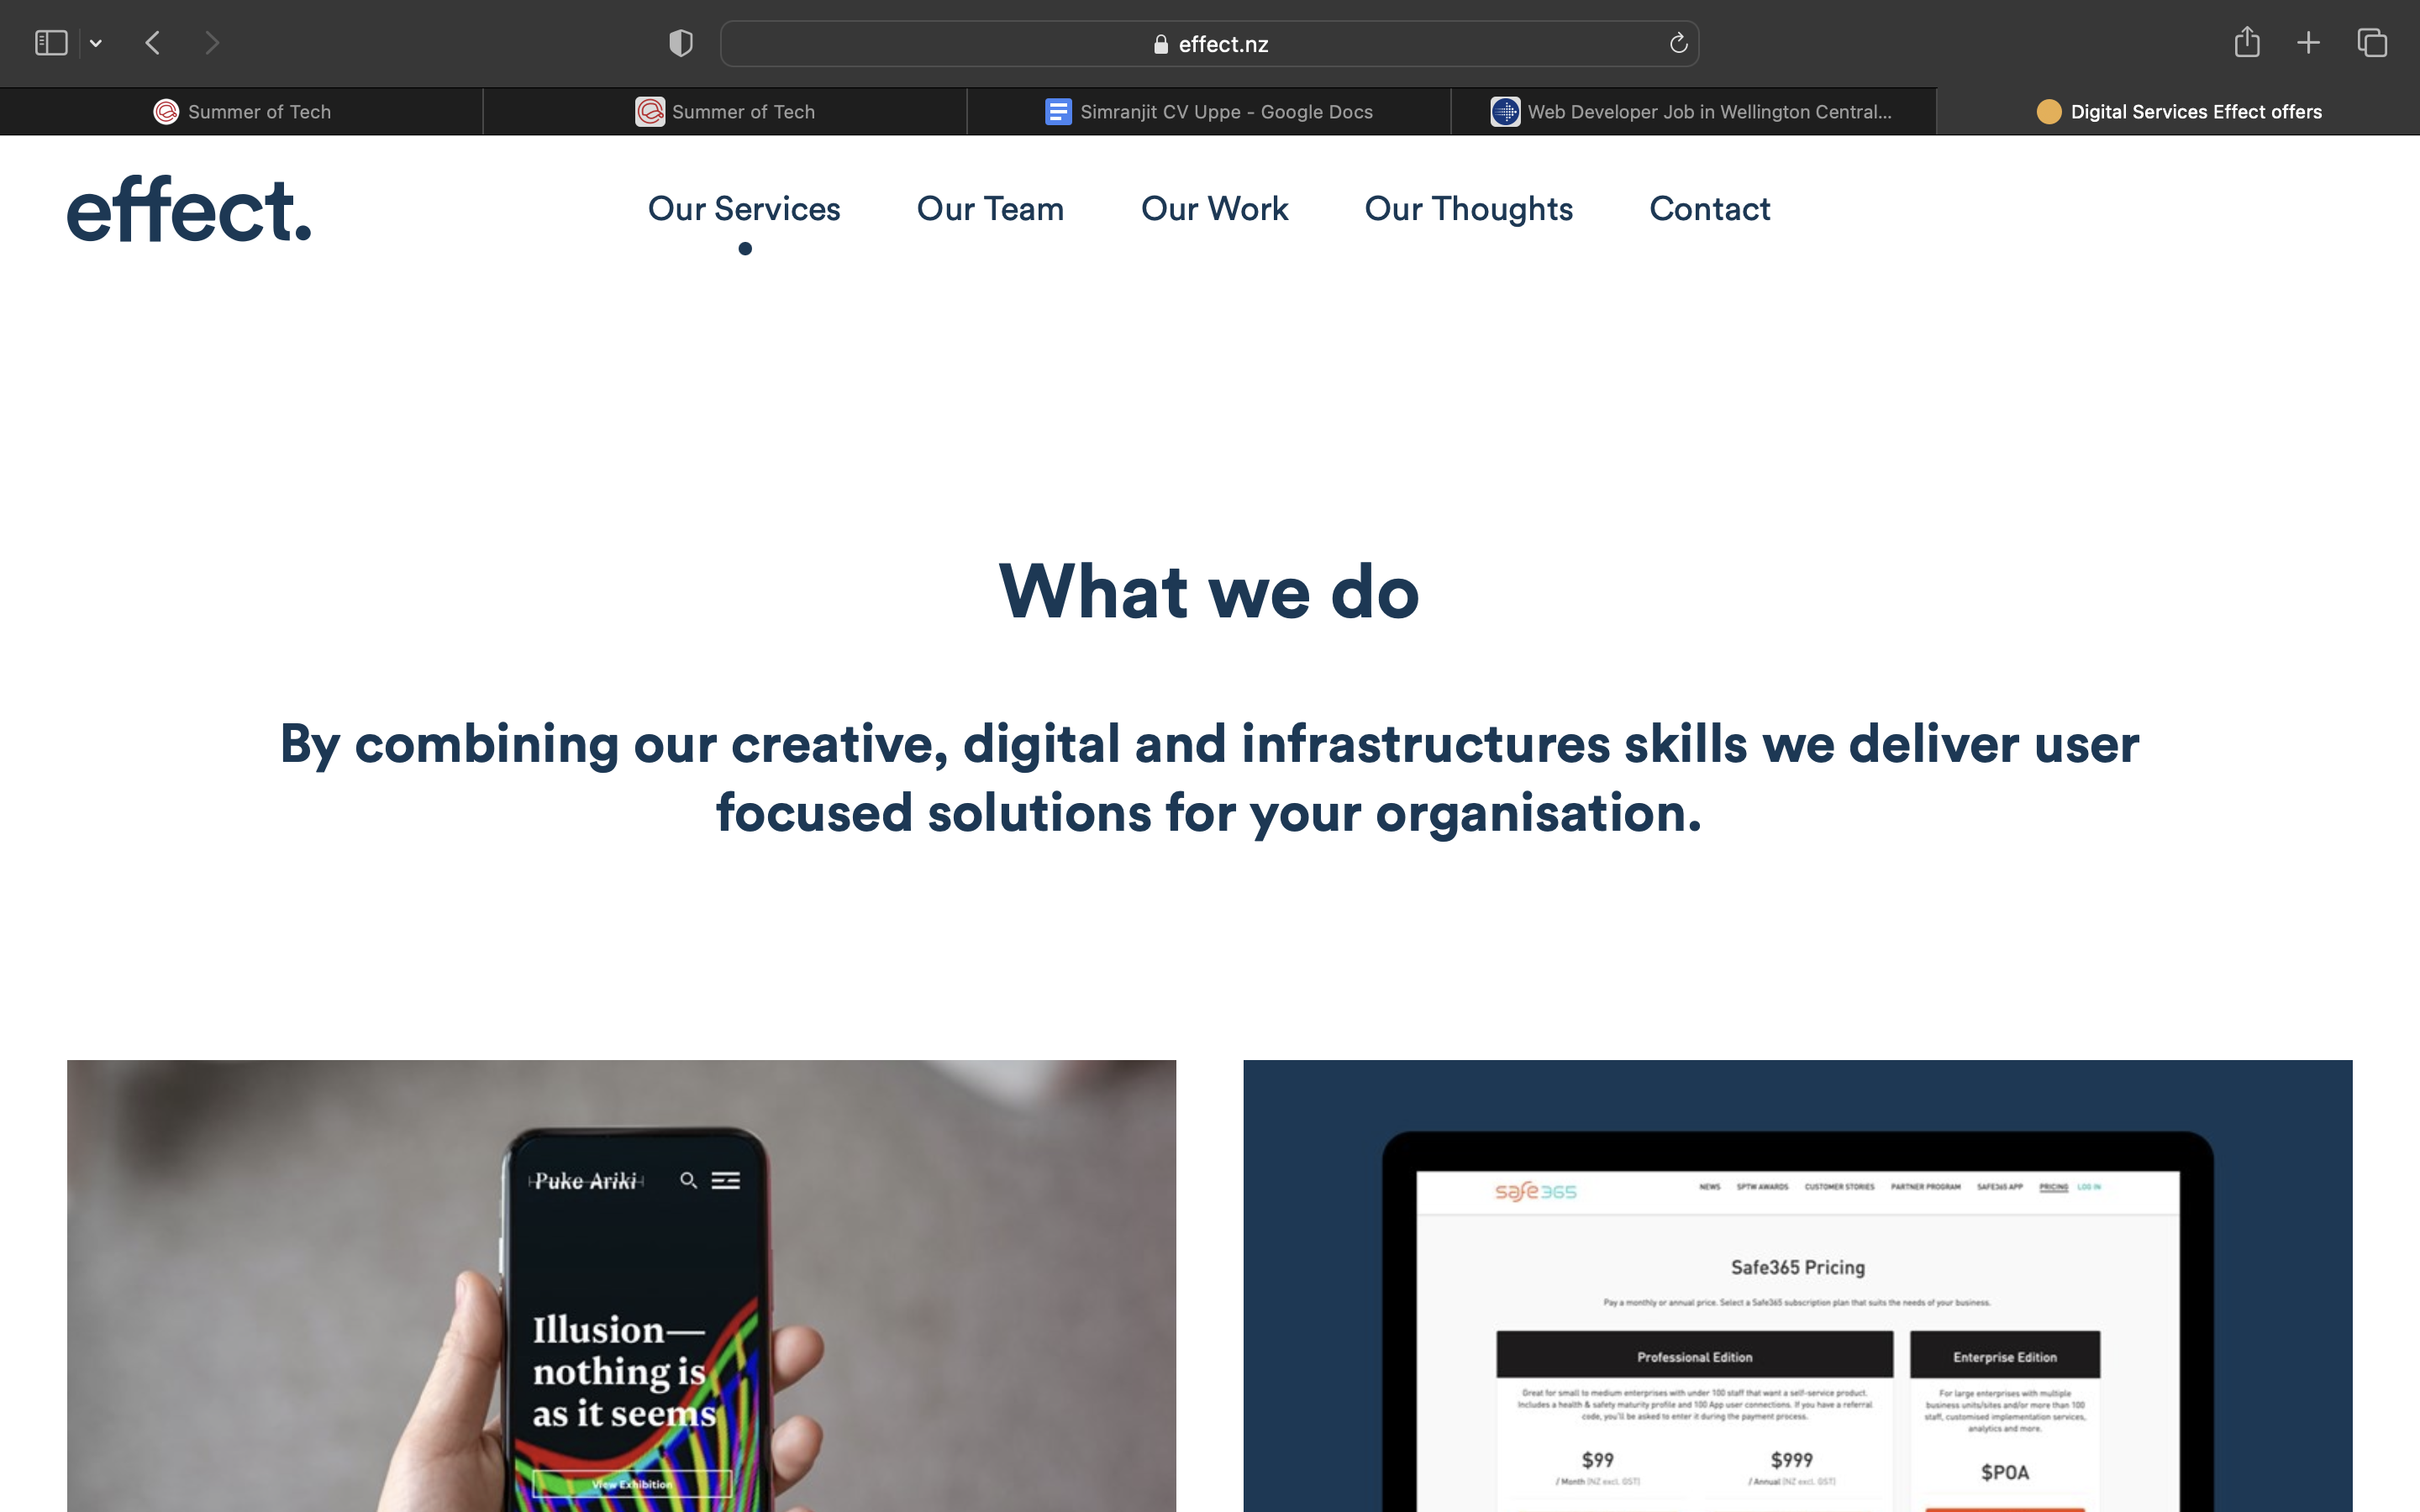 effect.nz
Summer of Tech
Summer of Tech
Simranjit CV Uppe - Google Docs
Web Developer Job in Wellington Central...
Digital Services Effect offers
effect.
Our Services
Our Team
Our Work
Our Thoughts
Contact
What we do
By combining our creative, digital and infrastructures skills we deliver user
focused solutions for your organisation.
Puke Ariki
Illusion—
nothing is
as it seems
View Exhibition
safe365
NEWS
SPTW AWARDS
CUSTOMER STORIES
PARTNER PROGRAM
SAFE365 APP
PRICING
LOG IN
Safe365 Pricing
Pay a monthly or annual price. Select a Safe365 subscription plan that suits the needs of your business.
Professional Edition
Great for small to medium enterprises with under 100 staff that want a self-service product.
Includes a health & safety maturity profile and 100 App user connections. If you have a referral
code, you'll be asked to enter it during the payment process.
$99
/ Month (NZ excl. GST)
$999
/ Annual (NZ excl. GST)
Enterprise Edition
For large enterprises with multiple
business units/sites and/or more than 100
staff, customised implementation services,
analytics and more.
$POA